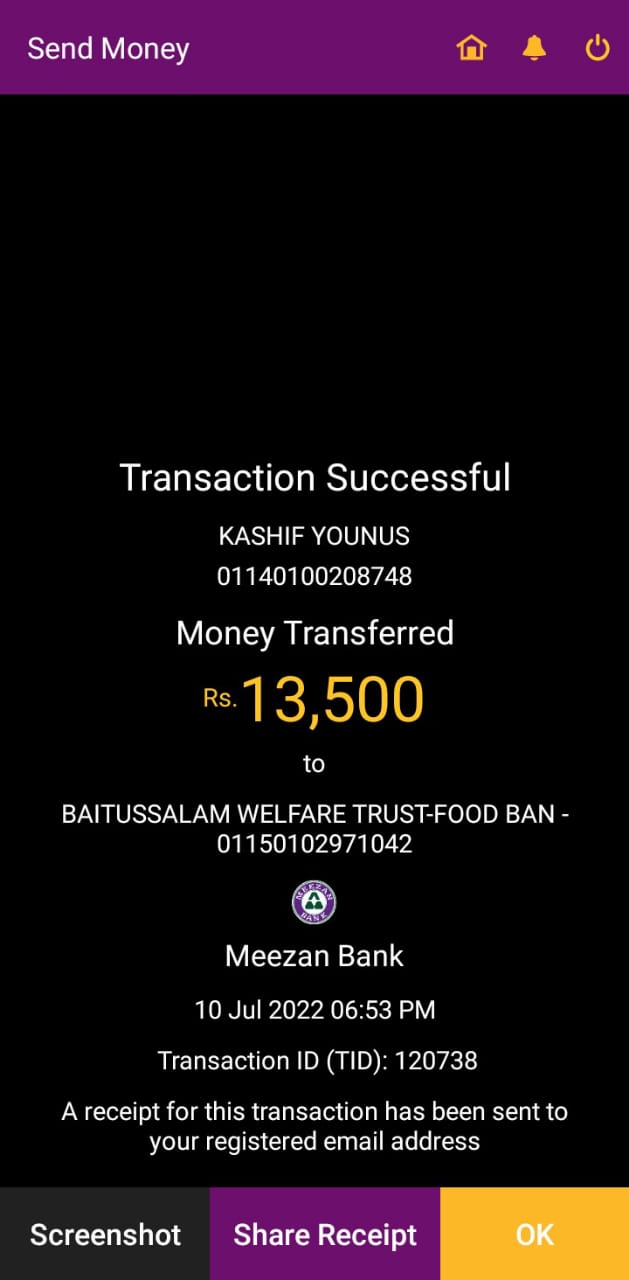 Send Money
Transaction Successful
KASHIF YOUNUS
01140100208748
Money Transferred
Rs.13,500
to
BAITUSSALAM WELFARE TRUST-FOOD BAN -
01150102971042
MEEZAN
BANK
Meezan Bank
10 Jul 2022 06:53 PM
Transaction ID (TID): 120738
A receipt for this transaction has been sent to
your registered email address
Screenshot Share Receipt OK